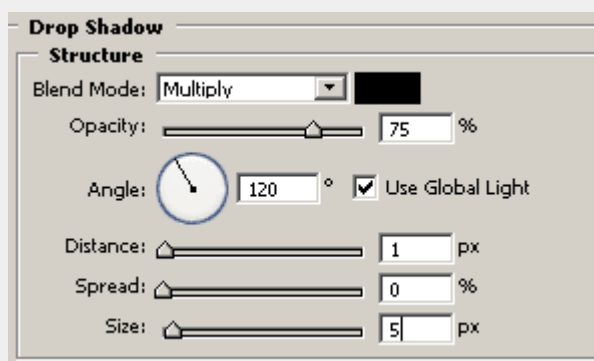 Drop Shadow
Structure
Blend Mode: Multiply
Opacity: 75 %
Angle: 120 ° Use Global Light
Distance: 1 px
Spread: 0 %
Size: 5 px